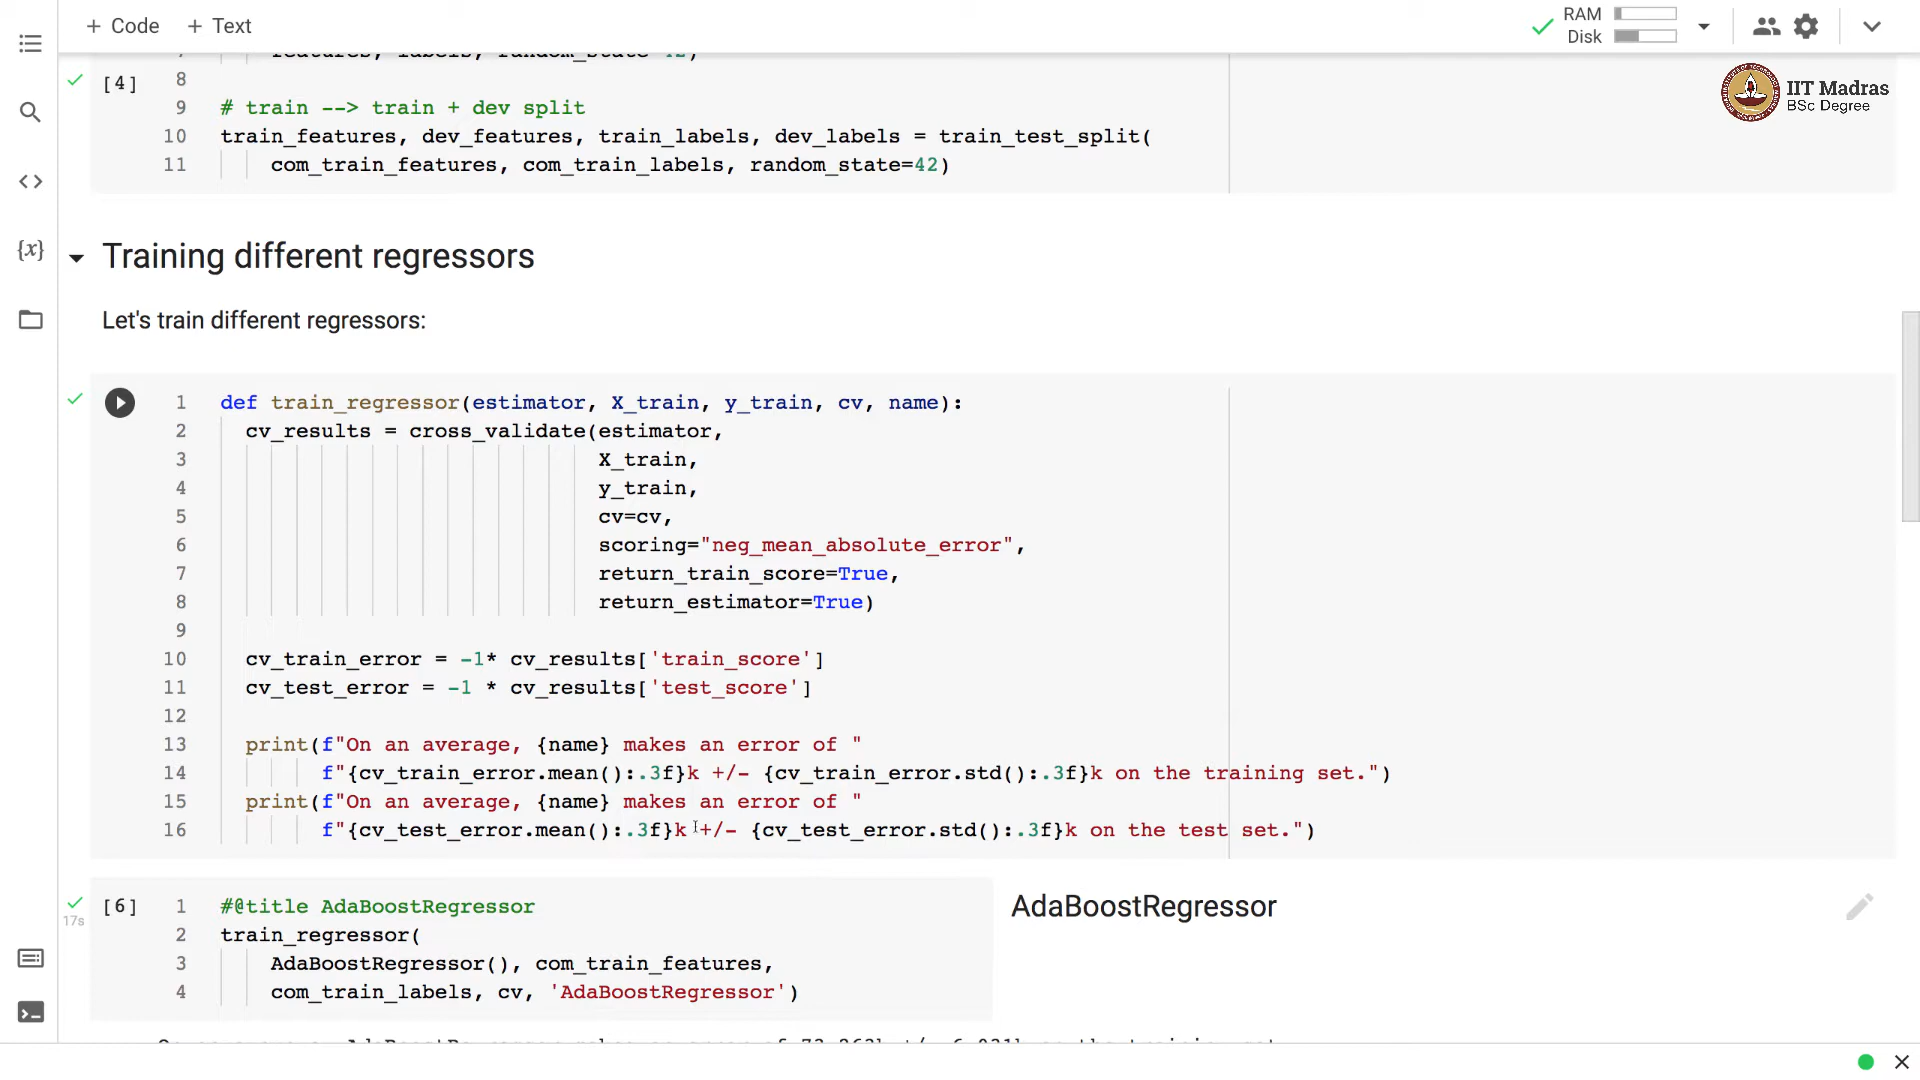 + Code + Text
RAM
Disk
IIT Madras
BSc Degree
[4]
8
9 # train --> train + dev split
10 train_features, dev_features, train_labels, dev_labels = train_test_split(
11 com_train_features, com_train_labels, random_state=42)
Training different regressors
Let's train different regressors:
1 def train_regressor(estimator, X_train, y_train, cv, name):
2 cv_results = cross_validate(estimator,
3 X_train,
4 y_train,
5 cv=cv,
6 scoring="neg_mean_absolute_error",
7 return_train_score=True,
8 return_estimator=True)
9
10 cv_train_error = -1* cv_results['train_score']
11 cv_test_error = -1 * cv_results['test_score']
12
13 print(f"On an average, {name} makes an error of "
14 f"{cv_train_error.mean():.3f}k +/- {cv_train_error.std():.3f}k on the training set.")
15 print(f"On an average, {name} makes an error of "
16 f"{cv_test_error.mean():.3f}k +/- {cv_test_error.std():.3f}k on the test set.")
[6] 1 #@title AdaBoostRegressor
AdaBoostRegressor
17s
2 train_regressor(
3 AdaBoostRegressor(), com_train_features,
4 com_train_labels, cv, 'AdaBoostRegressor')